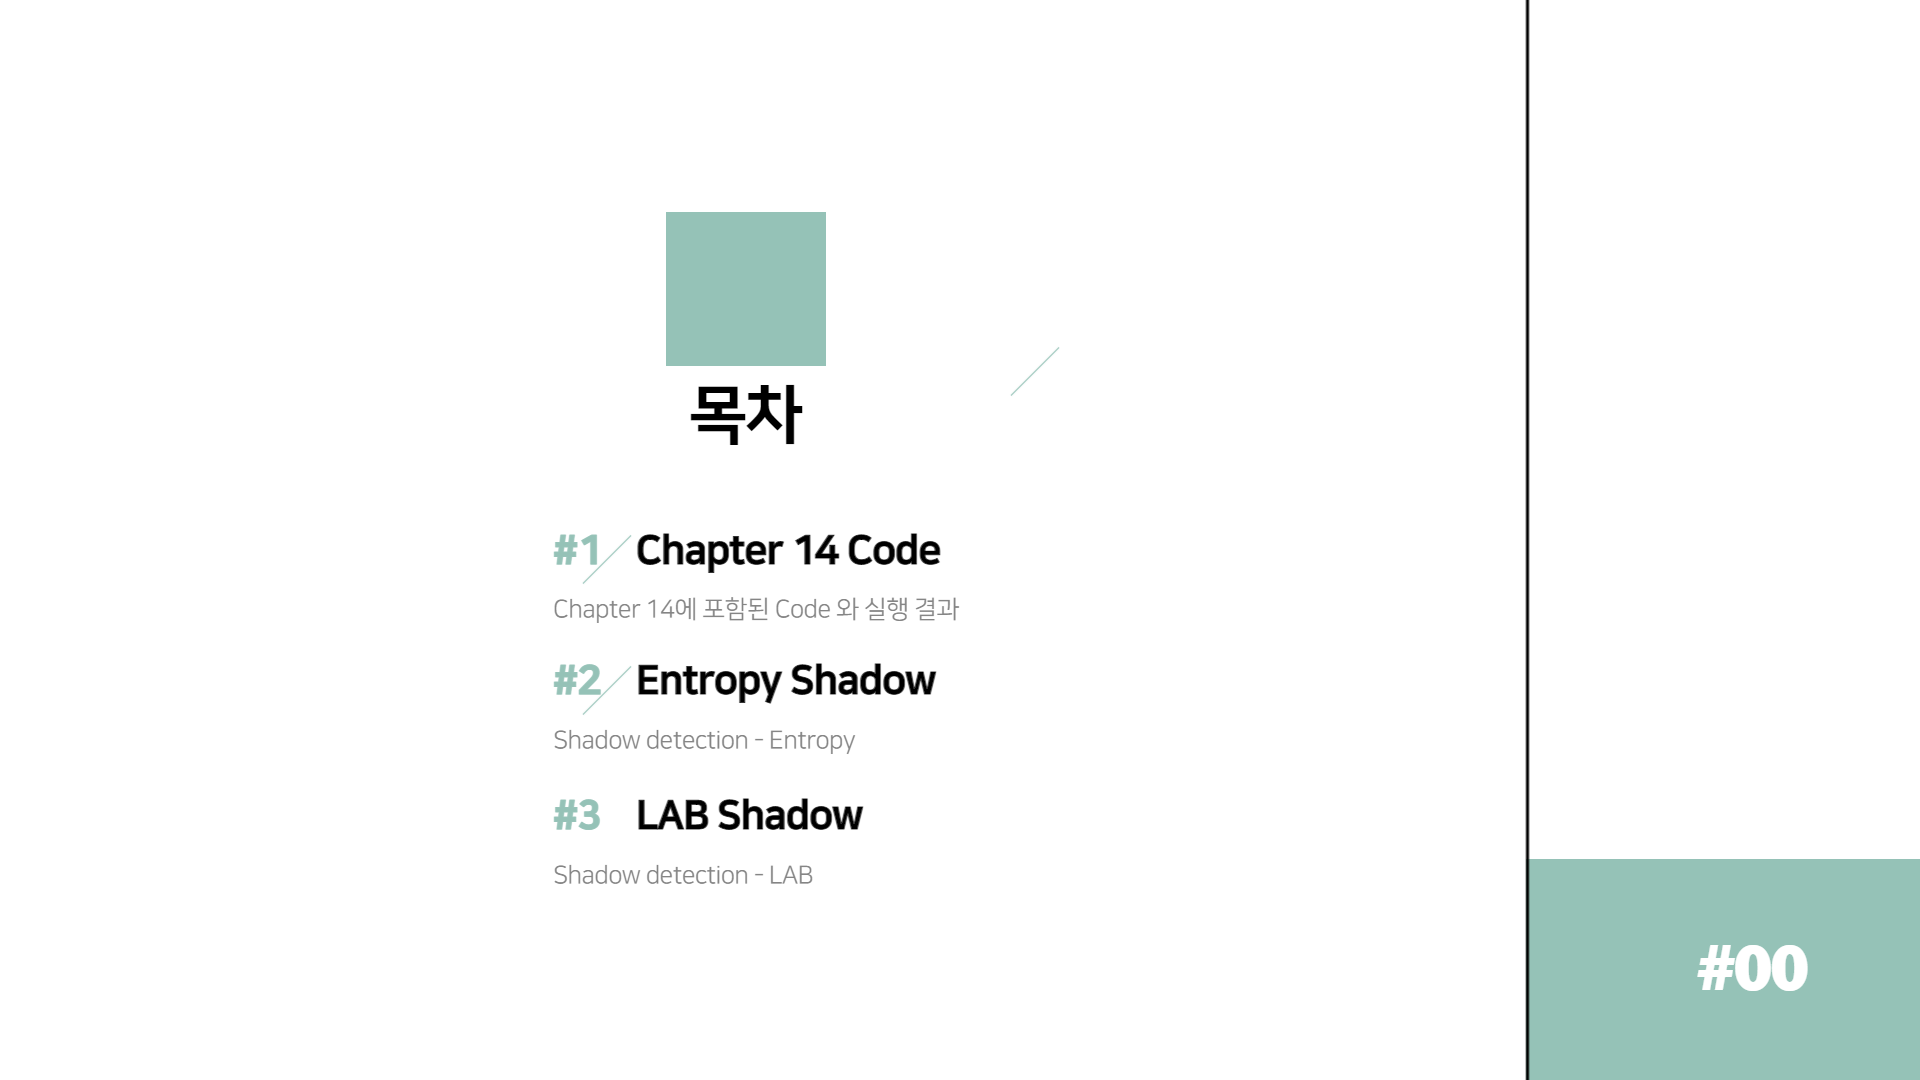 목차
#1 Chapter 14 Code
Chapter 14에 포함된 Code 와 실행 결과
#2 Entropy Shadow
Shadow detection - Entropy
#3 LAB Shadow
Shadow detection - LAB
#00